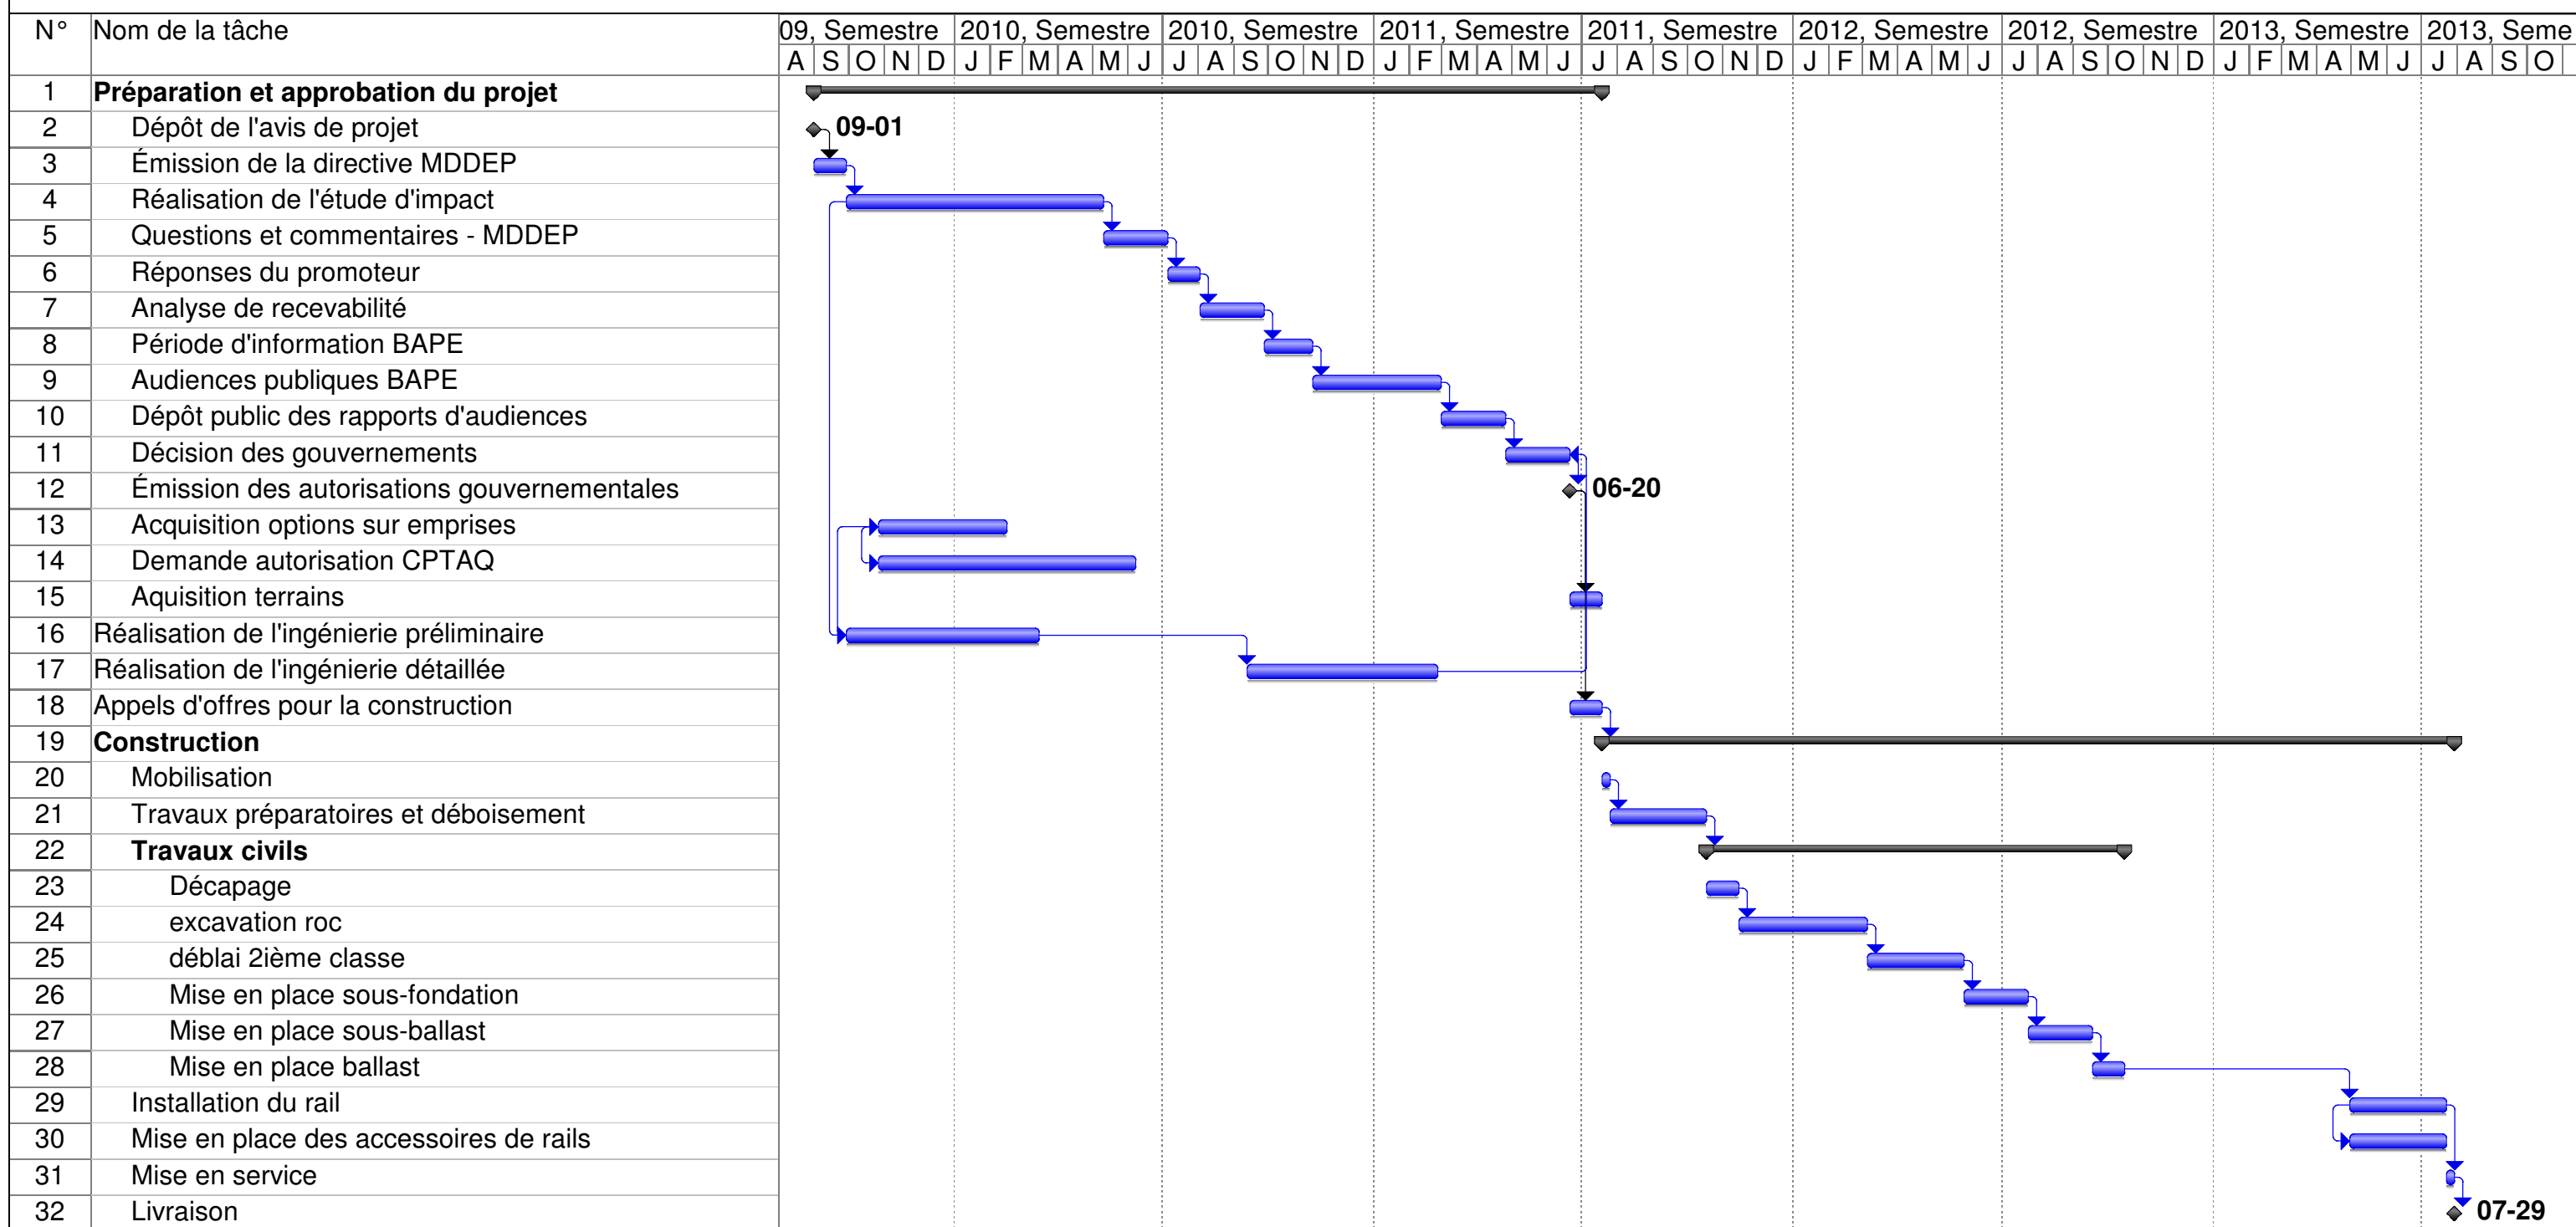 N° Nom de la tâche 09, Semestre 2010, Semestre 2010, Semestre 2011, Semestre 2011, Semestre 2012, Semestre 2012, Semestre 2013, Semestre 2013, Seme
A S O N D J F M A M J J A S O N D J F M A M J J A S O N D J F M A M J J A S O N D J F M A M J J A S O
1 Préparation et approbation du projet
2 Dépôt de l'avis de projet 09-01
3 Émission de la directive MDDEP
4 Réalisation de l'étude d'impact
5 Questions et commentaires - MDDEP
6 Réponses du promoteur
7 Analyse de recevabilité
8 Période d'information BAPE
9 Audiences publiques BAPE
10 Dépôt public des rapports d'audiences
11 Décision des gouvernements
12 Émission des autorisations gouvernementales 06-20
13 Acquisition options sur emprises
14 Demande autorisation CPTAQ
15 Aquisition terrains
16 Réalisation de l'ingénierie préliminaire
17 Réalisation de l'ingénierie détaillée
18 Appels d'offres pour la construction
19 Construction
20 Mobilisation
21 Travaux préparatoires et déboisement
22 Travaux civils
23 Décapage
24 excavation roc
25 déblai 2ième classe
26 Mise en place sous-fondation
27 Mise en place sous-ballast
28 Mise en place ballast
29 Installation du rail
30 Mise en place des accessoires de rails
31 Mise en service
32 Livraison 07-29